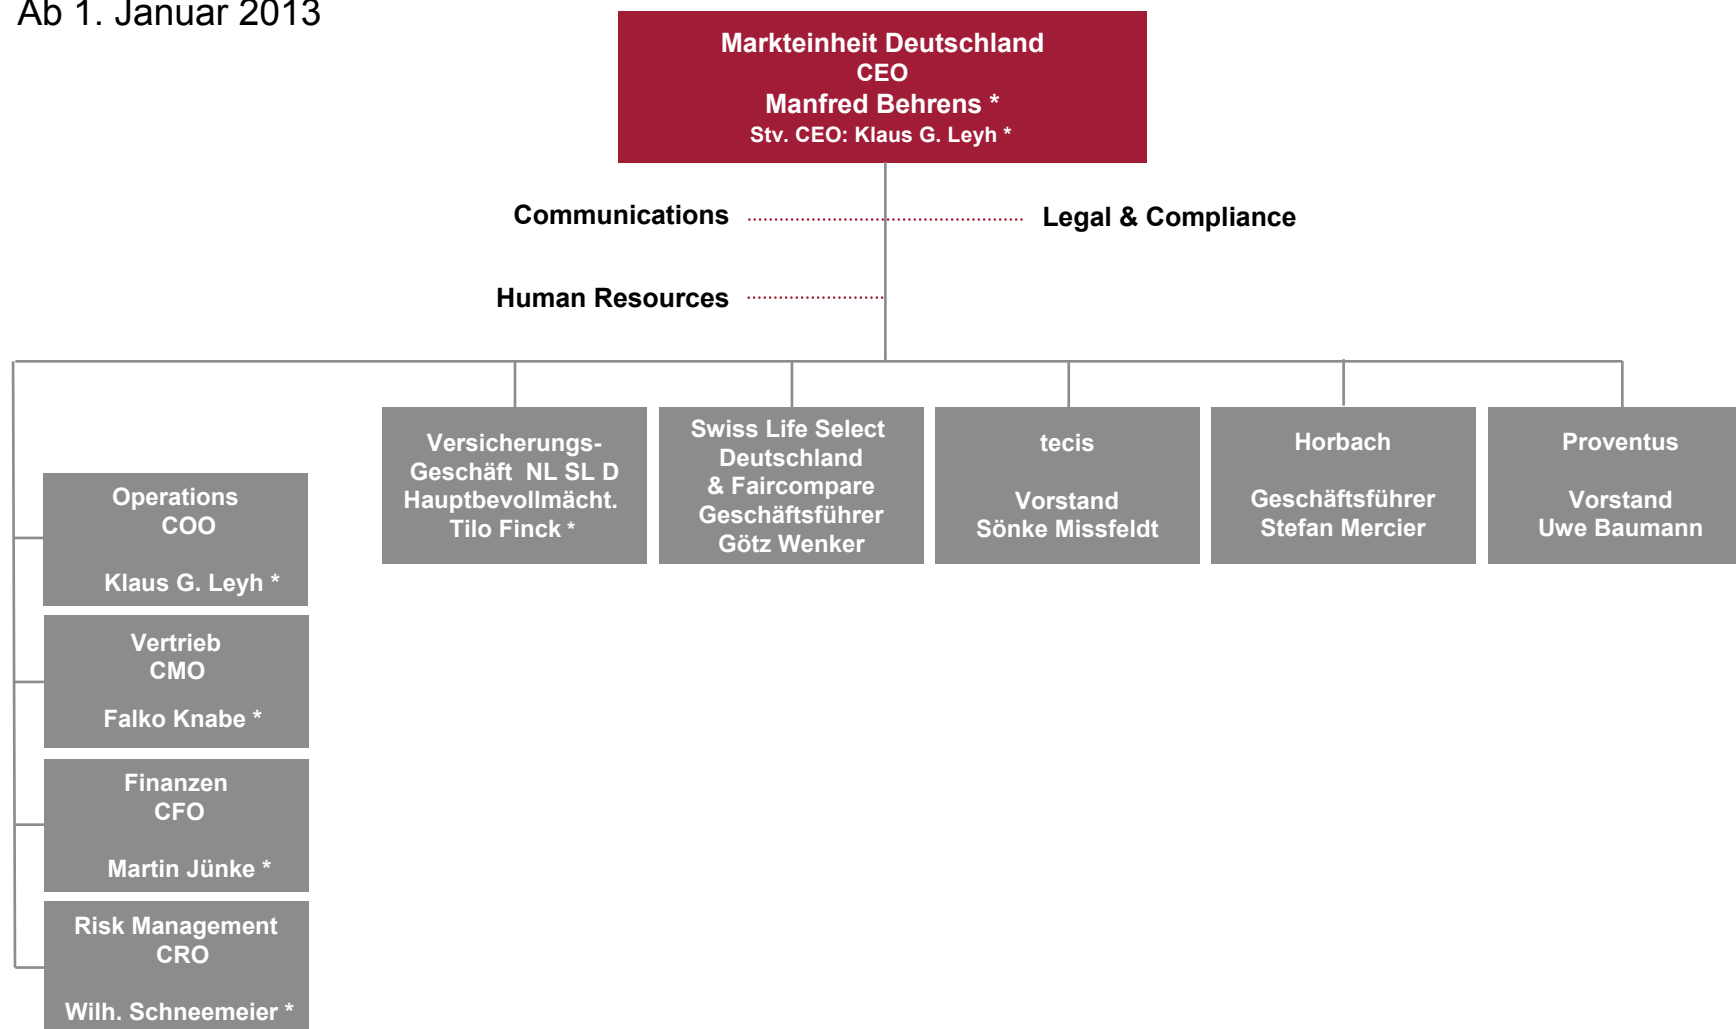 Ab 1. Januar 2013
Markteinheit Deutschland
CEO
Manfred Behrens *
Stv. CEO: Klaus G. Leyh *
Communications
Legal & Compliance
Human Resources
Versicherungs-
Geschäft NL SL D
Hauptbevollmächt.
Tilo Finck *
Swiss Life Select
Deutschland
& Faircompare
Geschäftsführer
Götz Wenker
tecis
Vorstand
Sönke Missfeldt
Horbach
Geschäftsführer
Stefan Mercier
Proventus
Vorstand
Uwe Baumann
Operations
COO
Klaus G. Leyh *
Vertrieb
CMO
Falko Knabe *
Finanzen
CFO
Martin Jünke *
Risk Management
CRO
Wilh. Schneemeier *